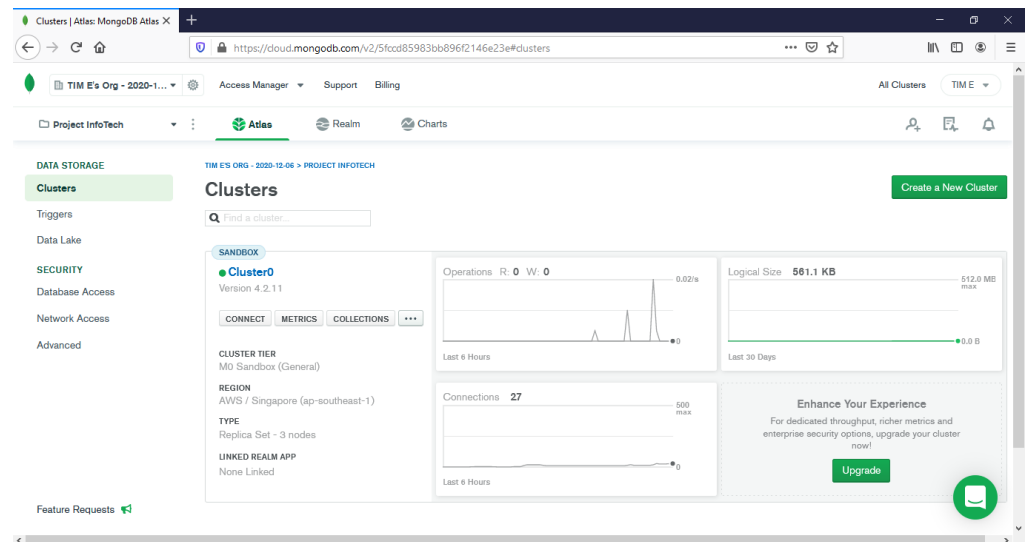 Clusters | Atlas: MongoDB Atlas
https://cloud.mongodb.com/v2/5fccd85983bb896f2146e23e#clusters
TIM E's Org - 2020-1...
Access Manager
Support
Billing
All Clusters
TIM E
Project InfoTech
Atlas
Realm
Charts
DATA STORAGE
Clusters
Triggers
Data Lake
SECURITY
Database Access
Network Access
Advanced
Feature Requests
TIM E'S ORG - 2020-12-06 > PROJECT INFOTECH
Clusters
Create a New Cluster
Find a cluster...
SANDBOX
Cluster0
Version 4.2.11
CONNECT
METRICS
COLLECTIONS
CLUSTER TIER
M0 Sandbox (General)
REGION
AWS / Singapore (ap-southeast-1)
TYPE
Replica Set - 3 nodes
LINKED REALM APP
None Linked
Operations R: 0 W: 0
0.02/s
0
Last 6 Hours
Logical Size 561.1 KB
512.0 MB
max
0.0 B
Last 30 Days
Connections 27
500
max
0
Last 6 Hours
Enhance Your Experience
For dedicated throughput, richer metrics and
enterprise security options, upgrade your cluster
now!
Upgrade